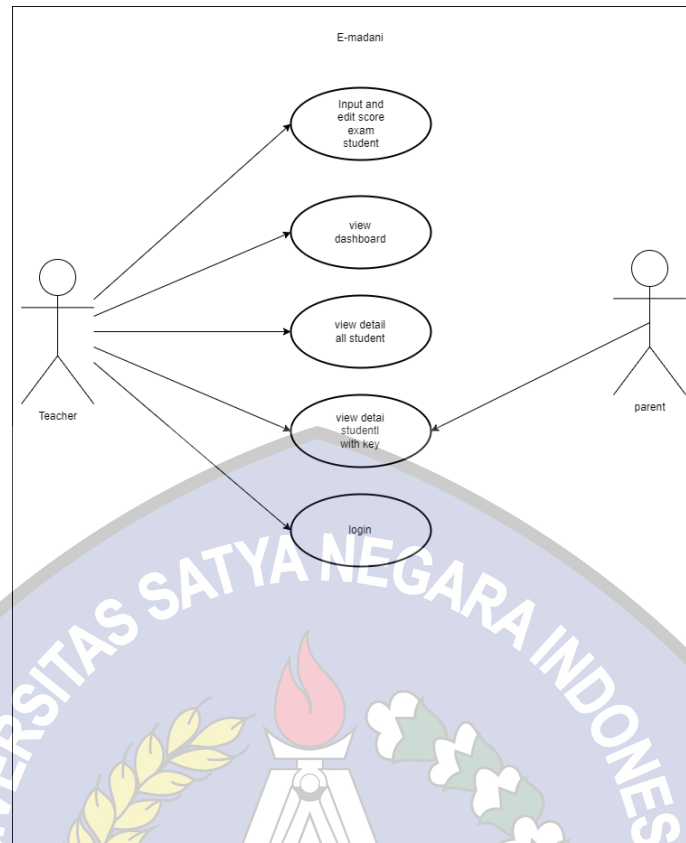 E-madani
Input and
edit score
exam
student
view
dashboard
view detail
all student
Teacher
parent
view detai
studentl
with key
login
UNIVERSITAS SATYA NEGARA INDONES